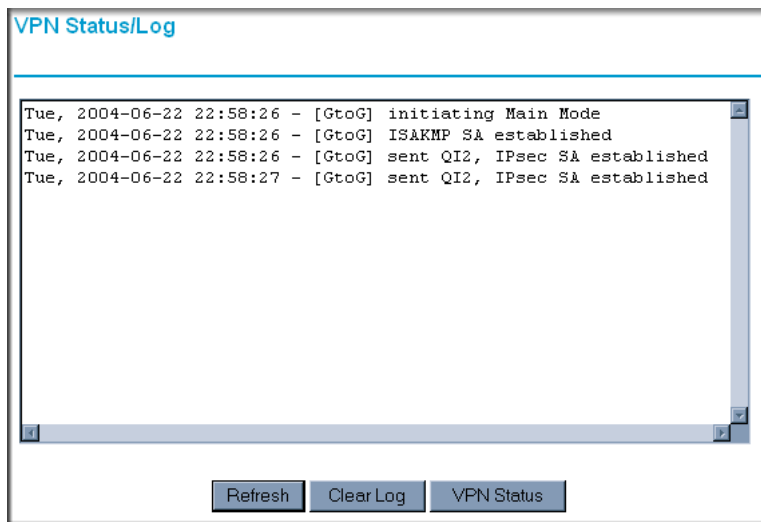 VPN Status/Log
Tue, 2004-06-22 22:58:26 - [GtoG] initiating Main Mode
Tue, 2004-06-22 22:58:26 - [GtoG] ISAKMP SA established
Tue, 2004-06-22 22:58:26 - [GtoG] sent QI2, IPsec SA established
Tue, 2004-06-22 22:58:27 - [GtoG] sent QI2, IPsec SA established
Refresh Clear Log VPN Status